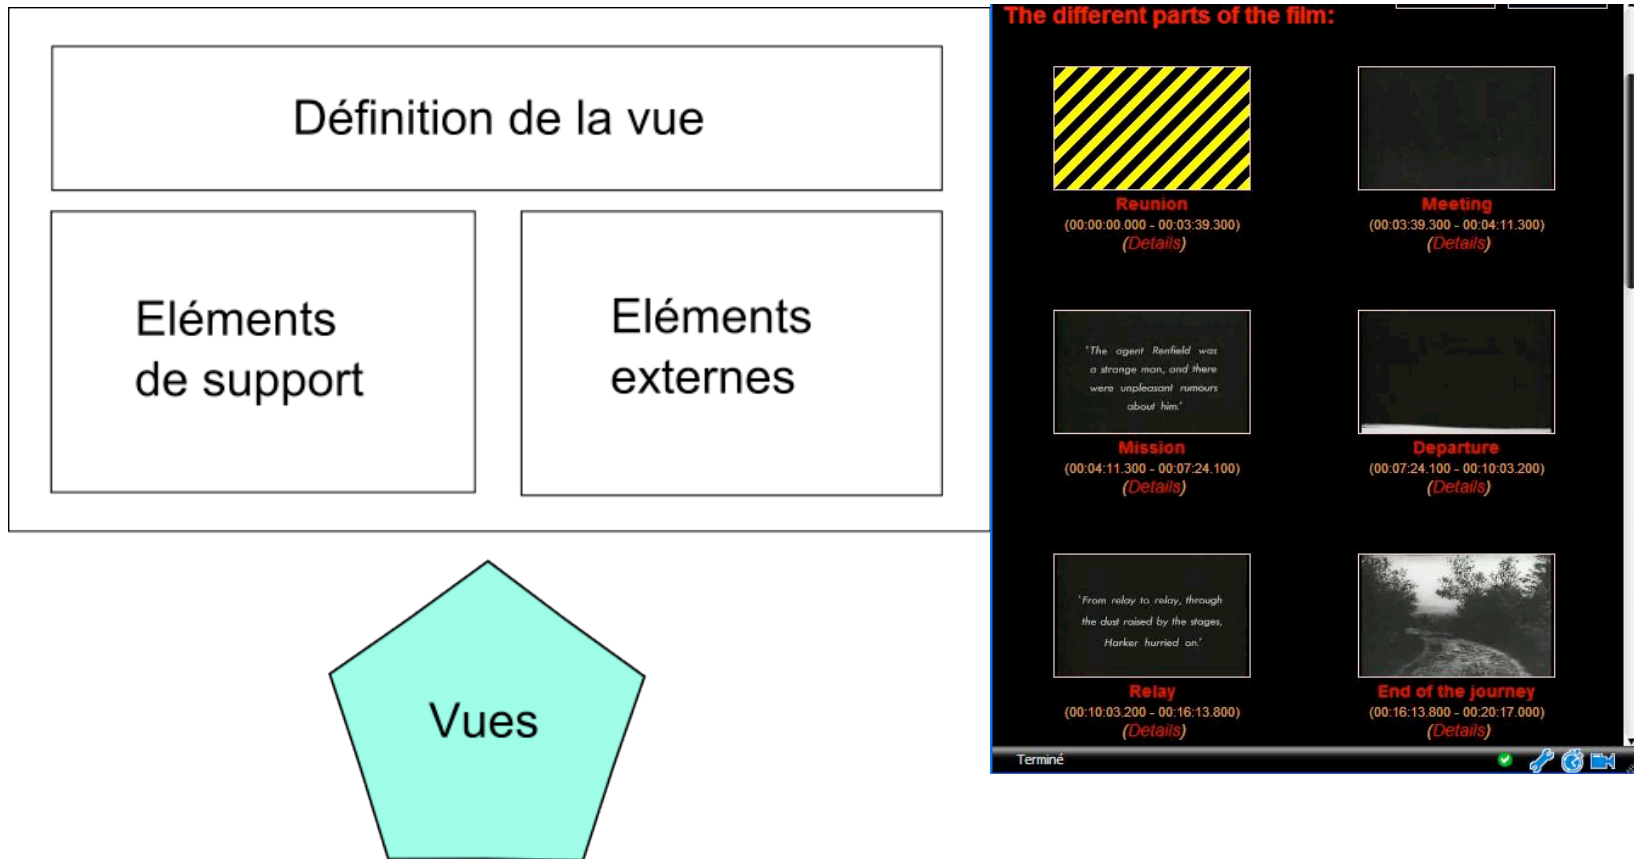 Définition de la vue
Eléments
de support
Eléments
externes
Vues
The different parts of the film:
Reunion
(00:00:00.000 - 00:03:39.300)
(Details)
Meeting
(00:03:39.300 - 00:04:11.300)
(Details)
'The agent Renfield was
a strange man, and there
were unpleasant rumours
about him.'
Mission
(00:04:11.300 - 00:07:24.100)
(Details)
Departure
(00:07:24.100 - 00:10:03.200)
(Details)
'From relay to relay, through
the dust raised by the stages,
Harker hurried on.'
Relay
(00:10:03.200 - 00:16:13.800)
(Details)
End of the journey
(00:16:13.800 - 00:20:17.000)
(Details)
Terminé